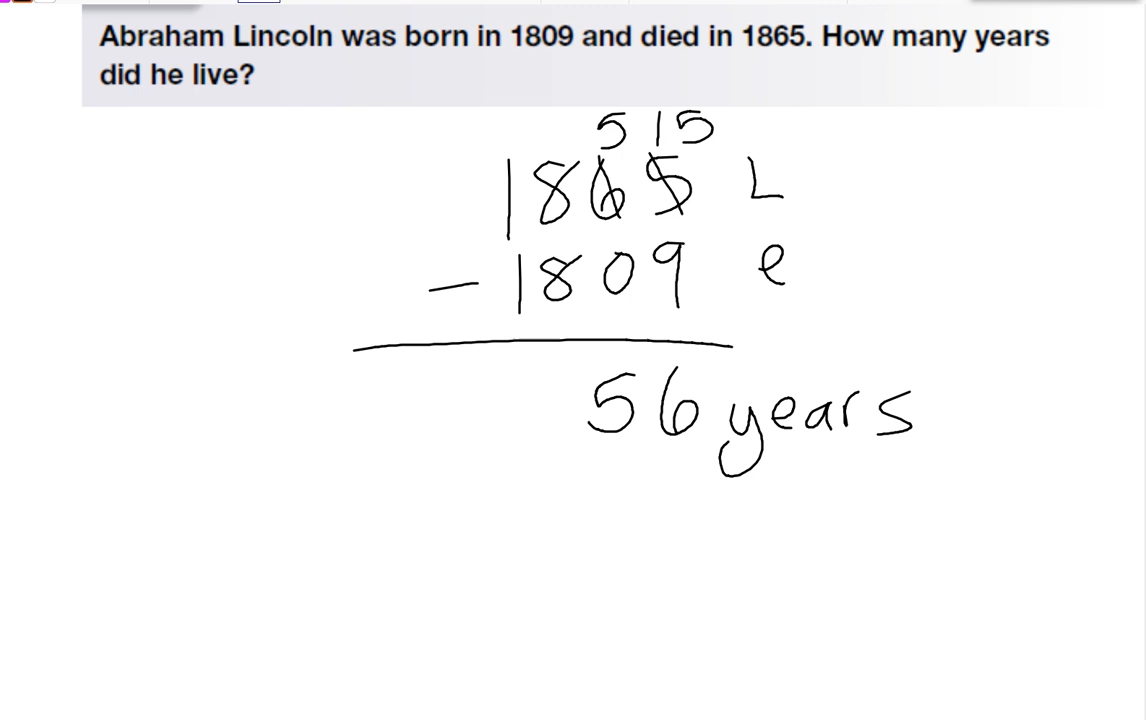 Abraham Lincoln was born in 1809 and died in 1865. How many years
did he live?
5 15
1865 L
- 1809 e
56 years